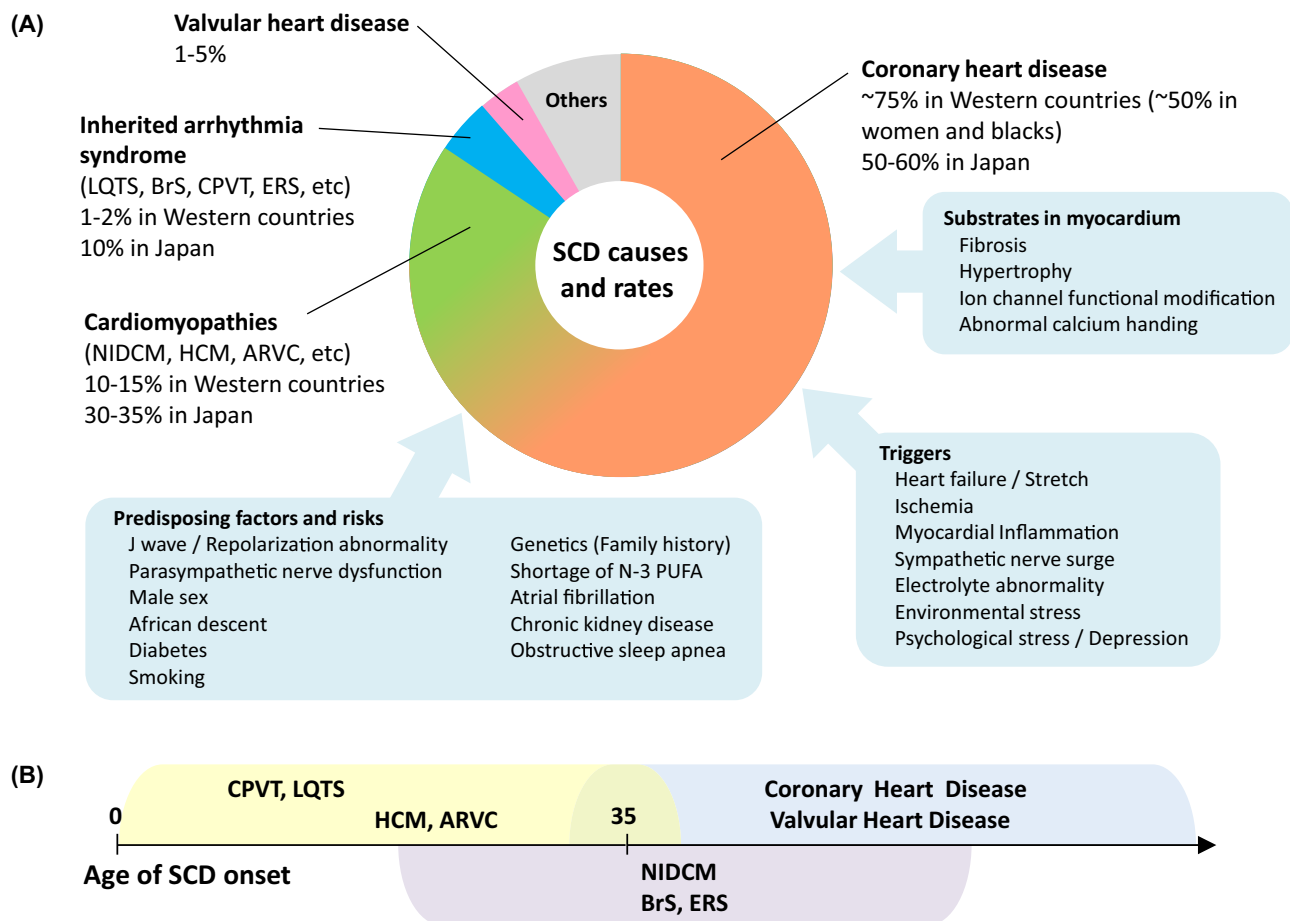 (A)
Valvular heart disease
1-5%
Others
Coronary heart disease
~75% in Western countries (~50% in
women and blacks)
50-60% in Japan
Inherited arrhythmia
syndrome
(LQTS, BrS, CPVT, ERS, etc)
1-2% in Western countries
10% in Japan
SCD causes
and rates
Substrates in myocardium
Fibrosis
Hypertrophy
Ion channel functional modification
Abnormal calcium handing
Cardiomyopathies
(NIDCM, HCM, ARVC, etc)
10-15% in Western countries
30-35% in Japan
Triggers
Heart failure / Stretch
Ischemia
Myocardial Inflammation
Sympathetic nerve surge
Electrolyte abnormality
Environmental stress
Psychological stress / Depression
Predisposing factors and risks
J wave / Repolarization abnormality
Parasympathetic nerve dysfunction
Male sex
African descent
Diabetes
Smoking
Genetics (Family history)
Shortage of N-3 PUFA
Atrial fibrillation
Chronic kidney disease
Obstructive sleep apnea
(B)
CPVT, LQTS
Coronary Heart Disease
0
HCM, ARVC
35
Valvular Heart Disease
Age of SCD onset
NIDCM
BrS, ERS